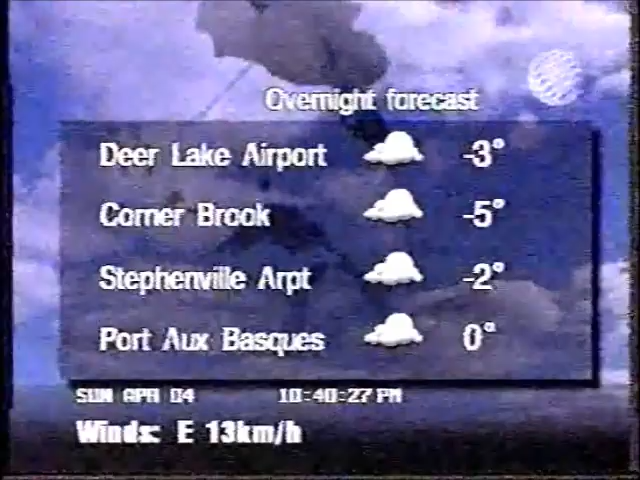 Overnight forecast
Deer Lake Airport -3°
Corner Brook -5°
Stephenville Arpt -2°
Port Aux Basques 0°
SUN APR 04 10:40:27 PM
Winds: E 13km/h